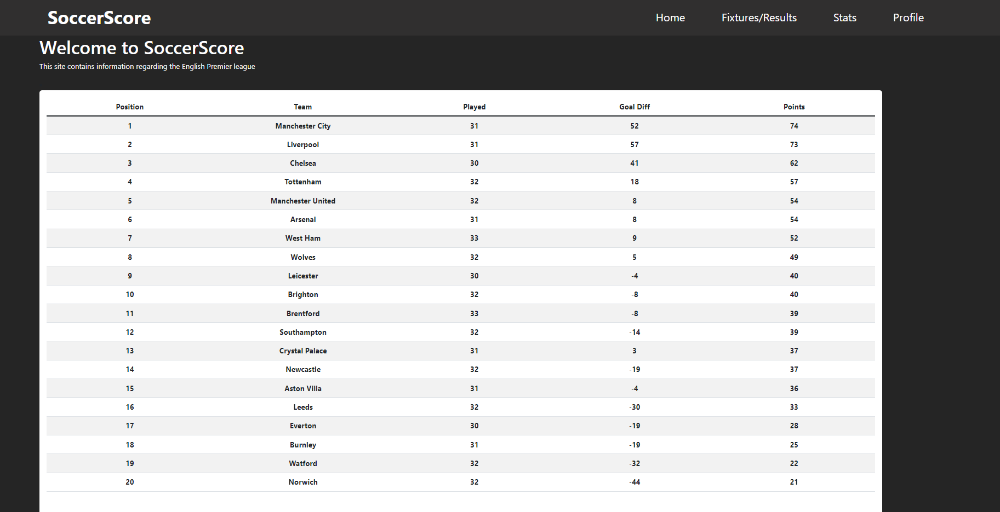 SoccerScore Home Fixtures/Results Stats Profile
Welcome to SoccerScore
This site contains information regarding the English Premier league
Position Team Played Goal Diff Points
1 Manchester City 31 52 74
2 Liverpool 31 57 73
3 Chelsea 30 41 62
4 Tottenham 32 18 57
5 Manchester United 32 8 54
6 Arsenal 31 8 54
7 West Ham 33 9 52
8 Wolves 32 5 49
9 Leicester 30 -4 40
10 Brighton 32 -8 40
11 Brentford 33 -8 39
12 Southampton 32 -14 39
13 Crystal Palace 31 3 37
14 Newcastle 32 -19 37
15 Aston Villa 31 -4 36
16 Leeds 32 -30 33
17 Everton 30 -19 28
18 Burnley 31 -19 25
19 Watford 32 -32 22
20 Norwich 32 -44 21